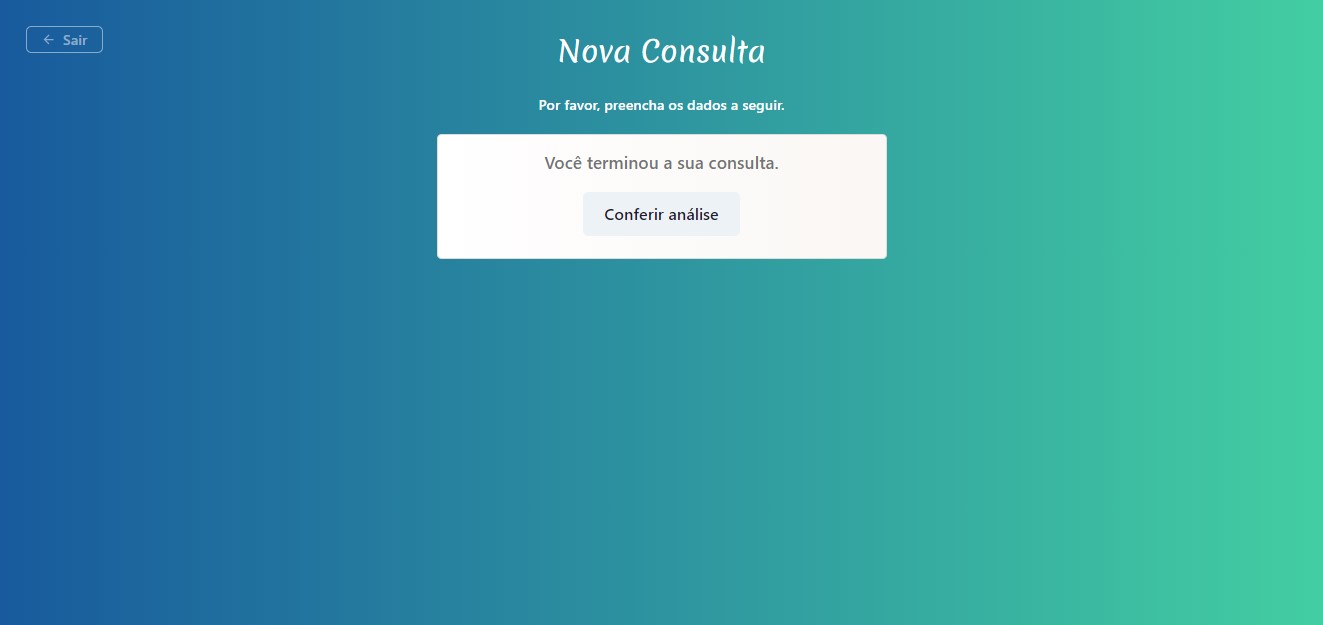 Sair
Nova Consulta
Por favor, preencha os dados a seguir.
Você terminou a sua consulta.
Conferir análise